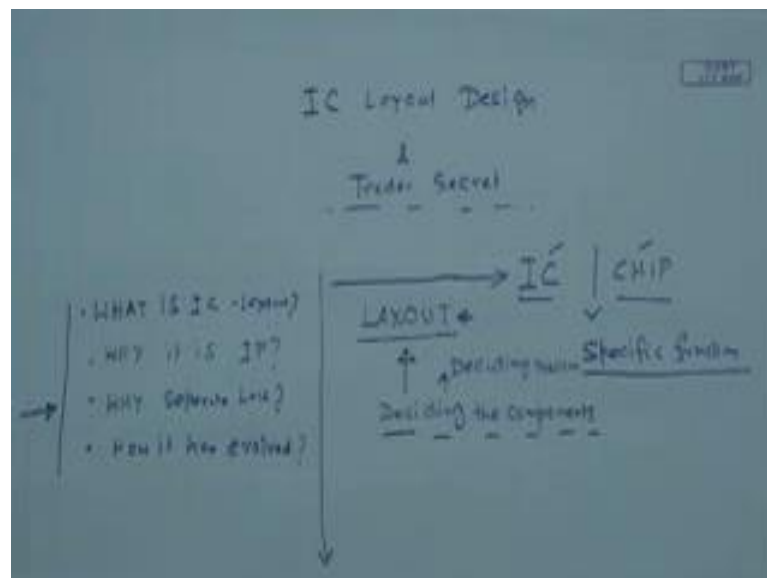 IC Layout Design
&
Trade Secret
IC | CHIP
LAYOUT
Specific function
Deciding
Deciding the Components
• WHAT IS IC - layout?
• WHY it is IP?
• WHY Separate Law?
• How it has evolved?